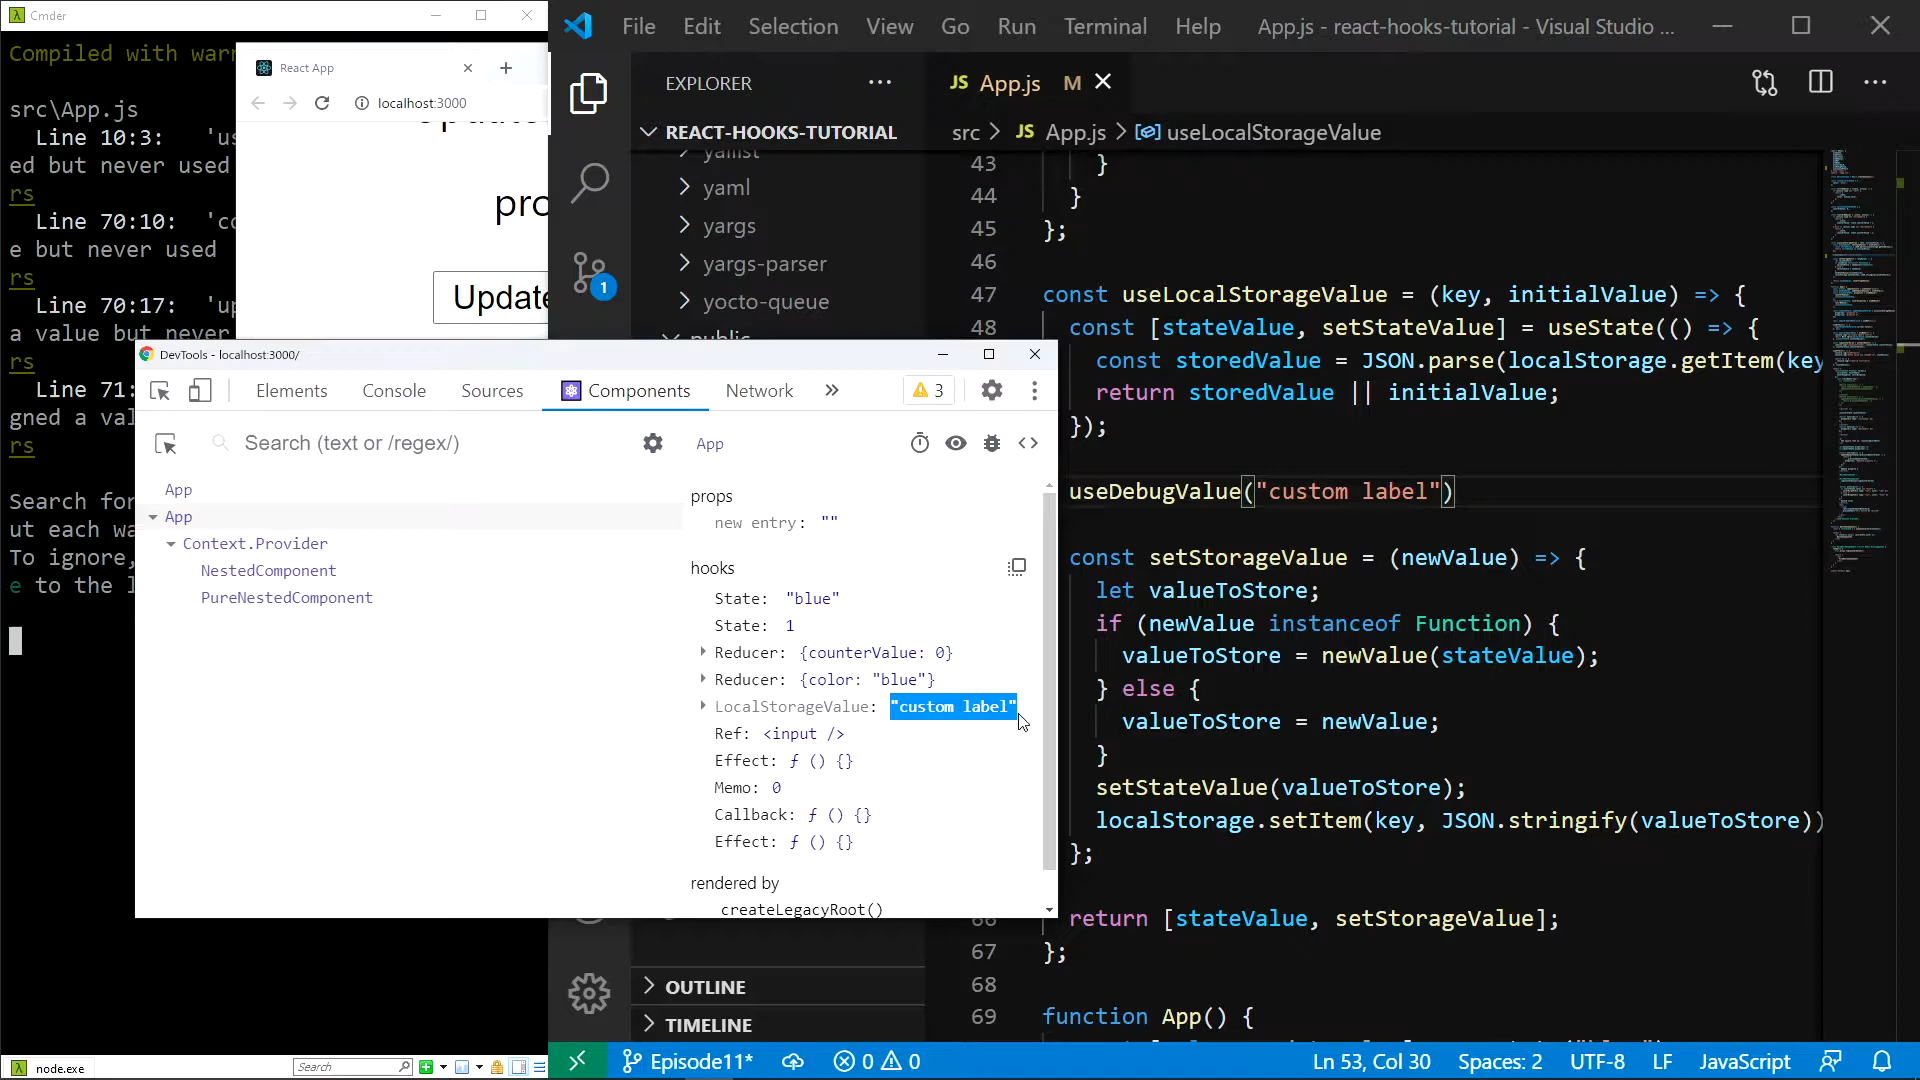 Cmder
Compiled with warr
src\App.js
Line 10:3: 'us
ed but never used
rs
Line 70:10: 'co
e but never used
rs
Line 70:17: 'up
a value but never
rs
Line 71:
gned a val
rs
Search for
ut each wa
To ignore,
e to the l
node.exe
Search
React App
localhost:3000
Update
pro
Update
DevTools - localhost:3000/
Elements Console Sources Components Network 3
Search (text or /regex/)
App
App
App
Context.Provider
NestedComponent
PureNestedComponent
props
new entry: ""
hooks
State: "blue"
State: 1
Reducer: {counterValue: 0}
Reducer: {color: "blue"}
LocalStorageValue: "custom label"
Ref: <input />
Effect: ƒ () {}
Memo: 0
Callback: ƒ () {}
Effect: ƒ () {}
rendered by
createLegacyRoot()
File Edit Selection View Go Run Terminal Help App.js - react-hooks-tutorial - Visual Studio ...
1
EXPLORER
REACT-HOOKS-TUTORIAL
yallist
yaml
yargs
yargs-parser
yocto-queue
public
OUTLINE
TIMELINE
JS App.js M
src > JS App.js > useLocalStorageValue
43 }
44 }
45 };
46
47 const useLocalStorageValue = (key, initialValue) => {
48 const [stateValue, setStateValue] = useState(() => {
const storedValue = JSON.parse(localStorage.getItem(key
return storedValue || initialValue;
});
useDebugValue("custom label")
const setStorageValue = (newValue) => {
let valueToStore;
if (newValue instanceof Function) {
valueToStore = newValue(stateValue);
} else {
valueToStore = newValue;
}
setStateValue(valueToStore);
localStorage.setItem(key, JSON.stringify(valueToStore))
};
66 return [stateValue, setStorageValue];
67 };
68
69 function App() {
Episode11* 0 0 Ln 53, Col 30 Spaces: 2 UTF-8 LF JavaScript